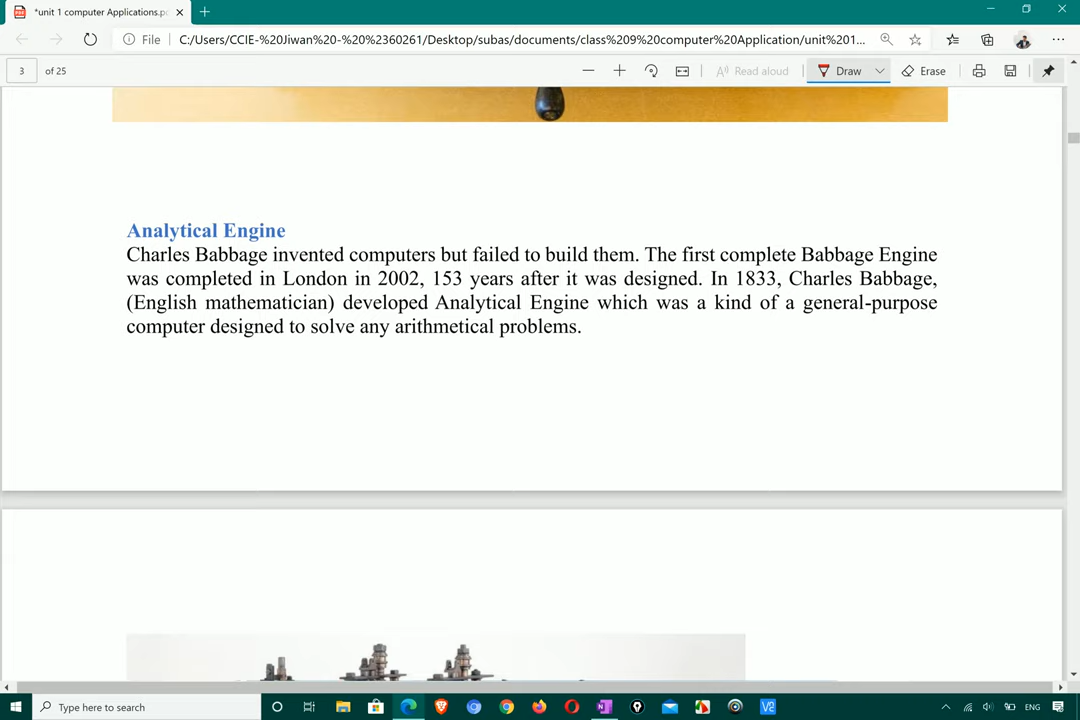 *unit 1 computer Applications.pd
File
C:/Users/CCIE-%20Jiwan%20-%20%2360261/Desktop/subas/documents/class%209%20computer%20Application/unit%201...
3 of 25
Read aloud
Draw
Erase
Analytical Engine
Charles Babbage invented computers but failed to build them. The first complete Babbage Engine
was completed in London in 2002, 153 years after it was designed. In 1833, Charles Babbage,
(English mathematician) developed Analytical Engine which was a kind of a general-purpose
computer designed to solve any arithmetical problems.
Type here to search
ENG